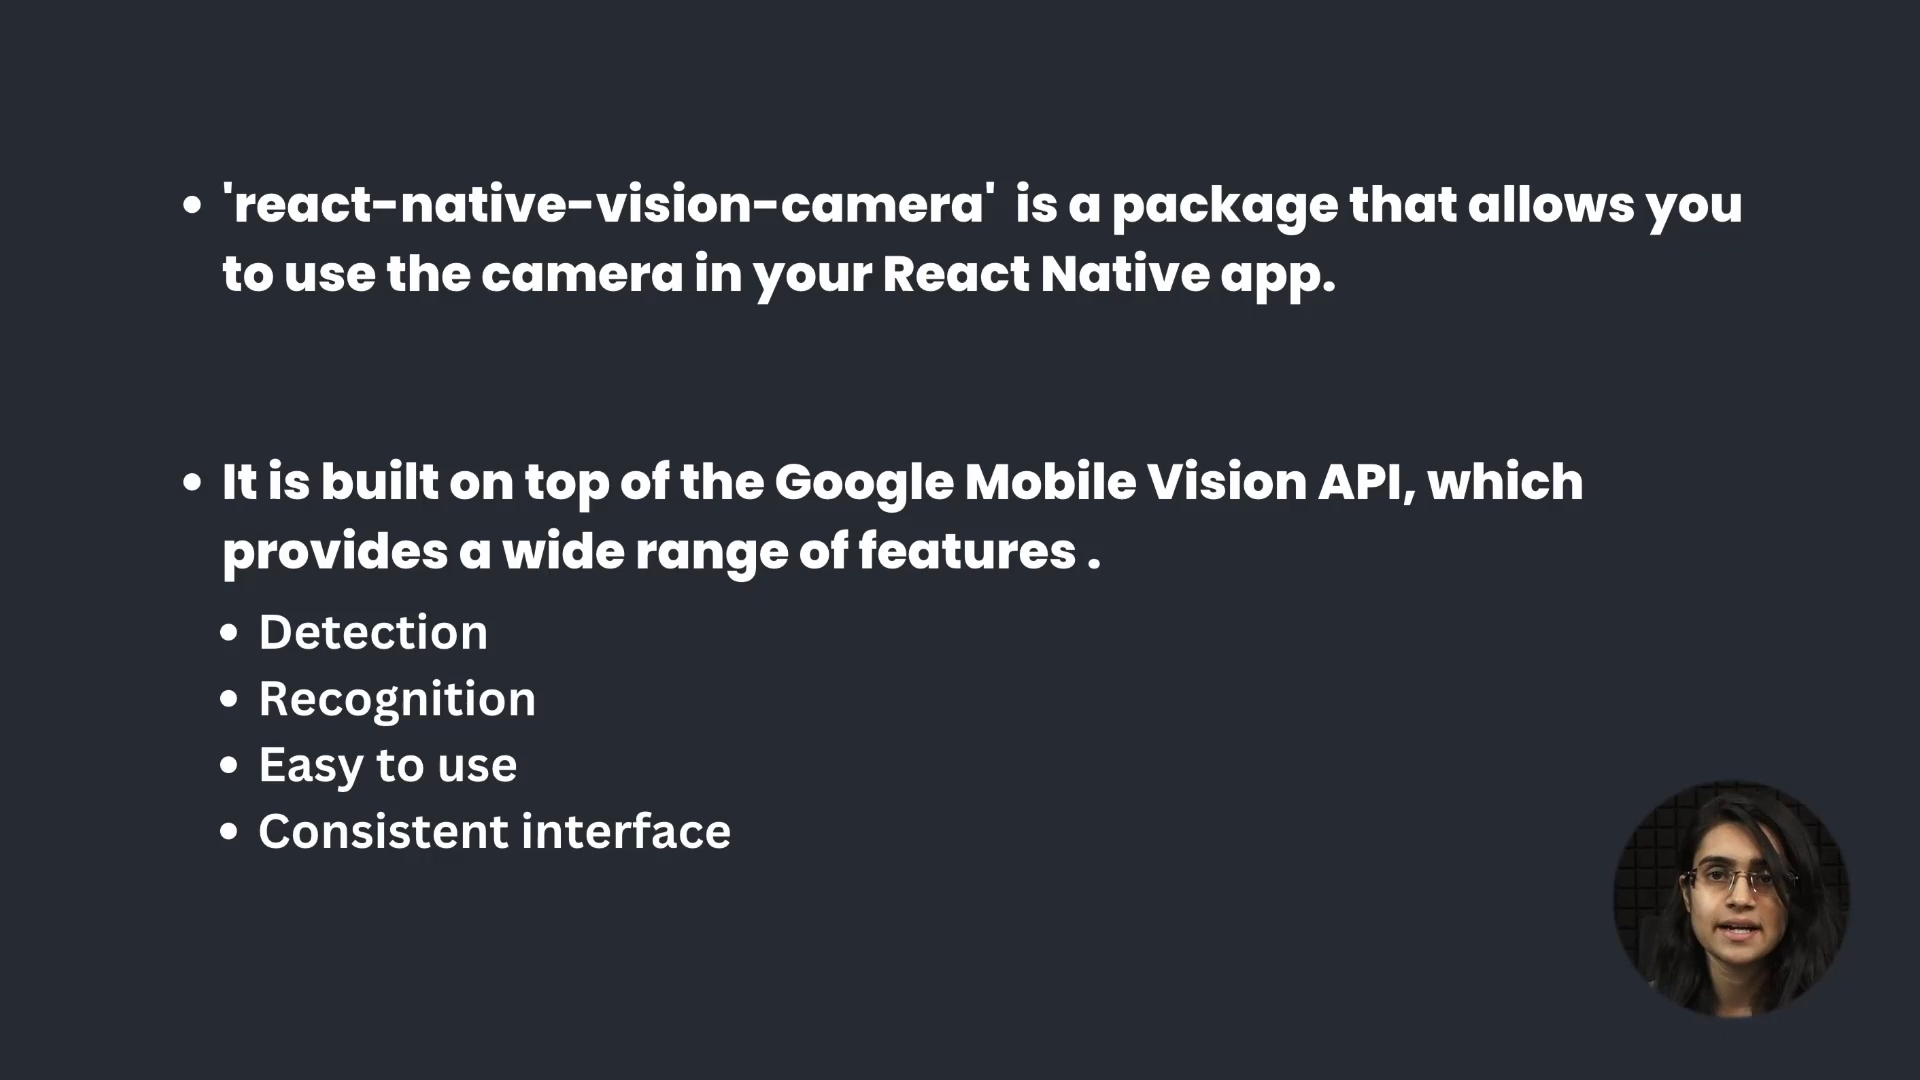 • 'react-native-vision-camera' is a package that allows you
to use the camera in your React Native app.
• It is built on top of the Google Mobile Vision API, which
provides a wide range of features .
• Detection
• Recognition
• Easy to use
• Consistent interface